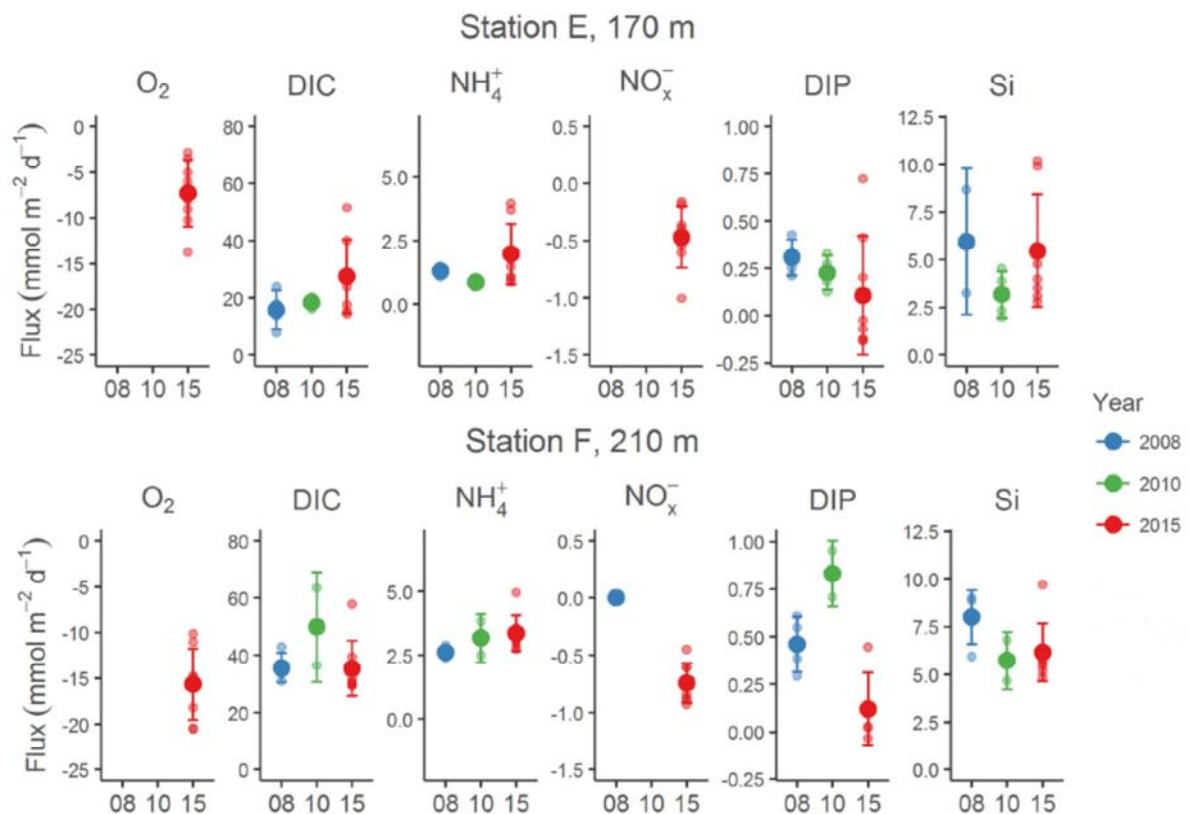 Station E, 170 m
O₂ DIC NH₄⁺ NOₓ⁻ DIP Si
Flux (mmol m⁻² d⁻¹)
0 -5 -10 -15 -20 -25
80 60 40 20 0
5.0 2.5 0.0
0.5 0.0 -0.5 -1.0 -1.5
1.00 0.75 0.50 0.25 0.00 -0.25
12.5 10.0 7.5 5.0 2.5 0.0
08 10 15 08 10 15 08 10 15 08 10 15 08 10 15 08 10 15
Station F, 210 m
O₂ DIC NH₄⁺ NOₓ⁻ DIP Si
Flux (mmol m⁻² d⁻¹)
0 -5 -10 -15 -20 -25
80 60 40 20 0
5.0 2.5 0.0
0.5 0.0 -0.5 -1.0 -1.5
1.00 0.75 0.50 0.25 0.00 -0.25
12.5 10.0 7.5 5.0 2.5 0.0
08 10 15 08 10 15 08 10 15 08 10 15 08 10 15 08 10 15
Year
2008
2010
2015